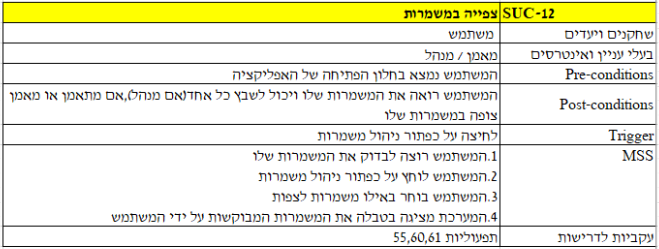 SUC-12 צפייה במשמרות
שחקנים ויעדים משתמש
בעלי עניין ואינטרסים מאמן / מנהל
Pre-conditions המשתמש נמצא בחלון הפתיחה של האפליקציה
Post-conditions המשתמש רואה את המשמרות שלו ויכול לשבץ כל אחד(אם מנהל),אם מתאמן או מאמן
צופה במשמרות שלו
Trigger לחיצה על כפתור ניהול משמרות
MSS 1.המשתמש רוצה לבדוק את המשמרות שלו
2.המשתמש לוחץ על כפתור ניהול משמרות
3.המשתמש בוחר באילו משמרות לצפות
4.המערכת מציגה בטבלה את המשמרות המבוקשות על ידי המשתמש
עקביות לדרישות תפעוליות 55,60,61